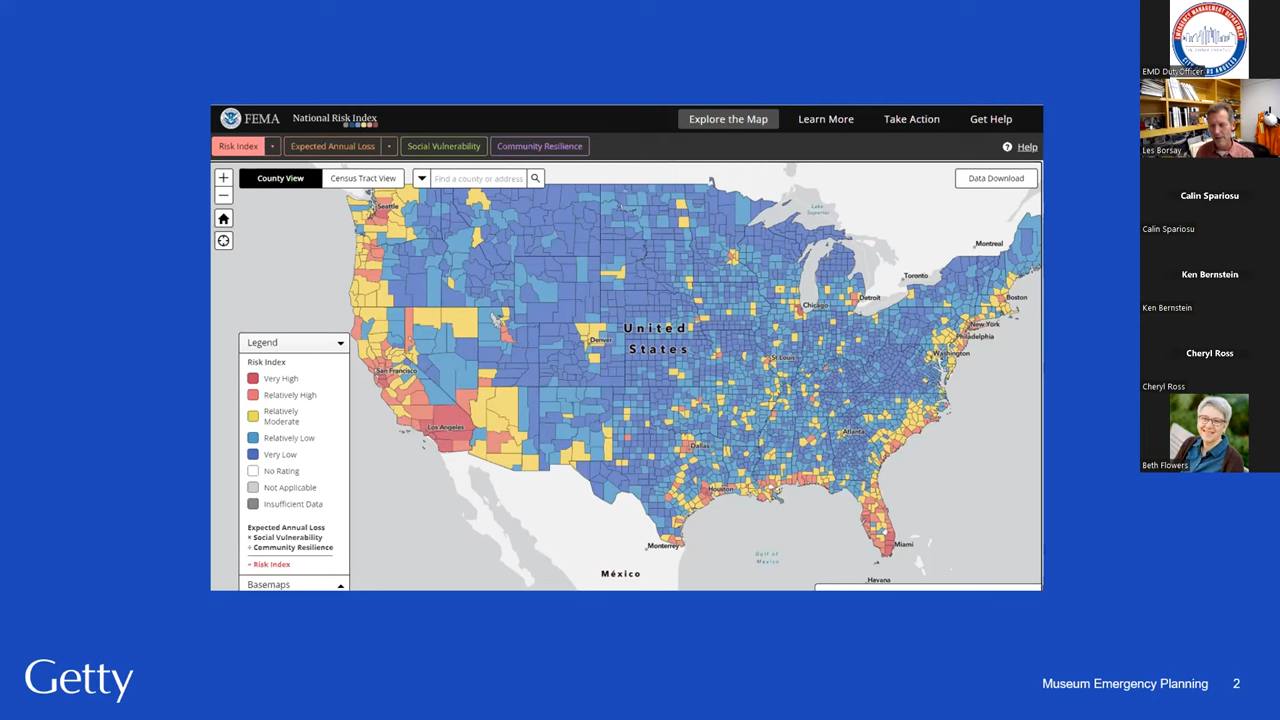 FEMA
National Risk Index
Explore the Map
Learn More
Take Action
Get Help
Risk Index
Expected Annual Loss
Social Vulnerability
Community Resilience
Help
County View
Census Tract View
Find a county or address
Data Download
Seattle
Lake
Superior
Montreal
Toronto
Boston
Detroit
Chicago
New York
Philadelphia
United
States
Denver
Washington
St Louis
San Francisco
Los Angeles
Atlanta
Dallas
Houston
Monterrey
Miami
Gulf of
Mexico
México
Havana
Legend
Risk Index
Very High
Relatively High
Relatively
Moderate
Relatively Low
Very Low
No Rating
Not Applicable
Insufficient Data
Expected Annual Loss
× Social Vulnerability
÷ Community Resilience
= Risk Index
Basemaps
Getty
Museum Emergency Planning 2
EMERGENCY MANAGEMENT DEPARTMENT
EMD DutyOfficer
Les Borsay
Calin Spariosu
Calin Spariosu
Ken Bernstein
Ken Bernstein
Cheryl Ross
Cheryl Ross
Beth Flowers